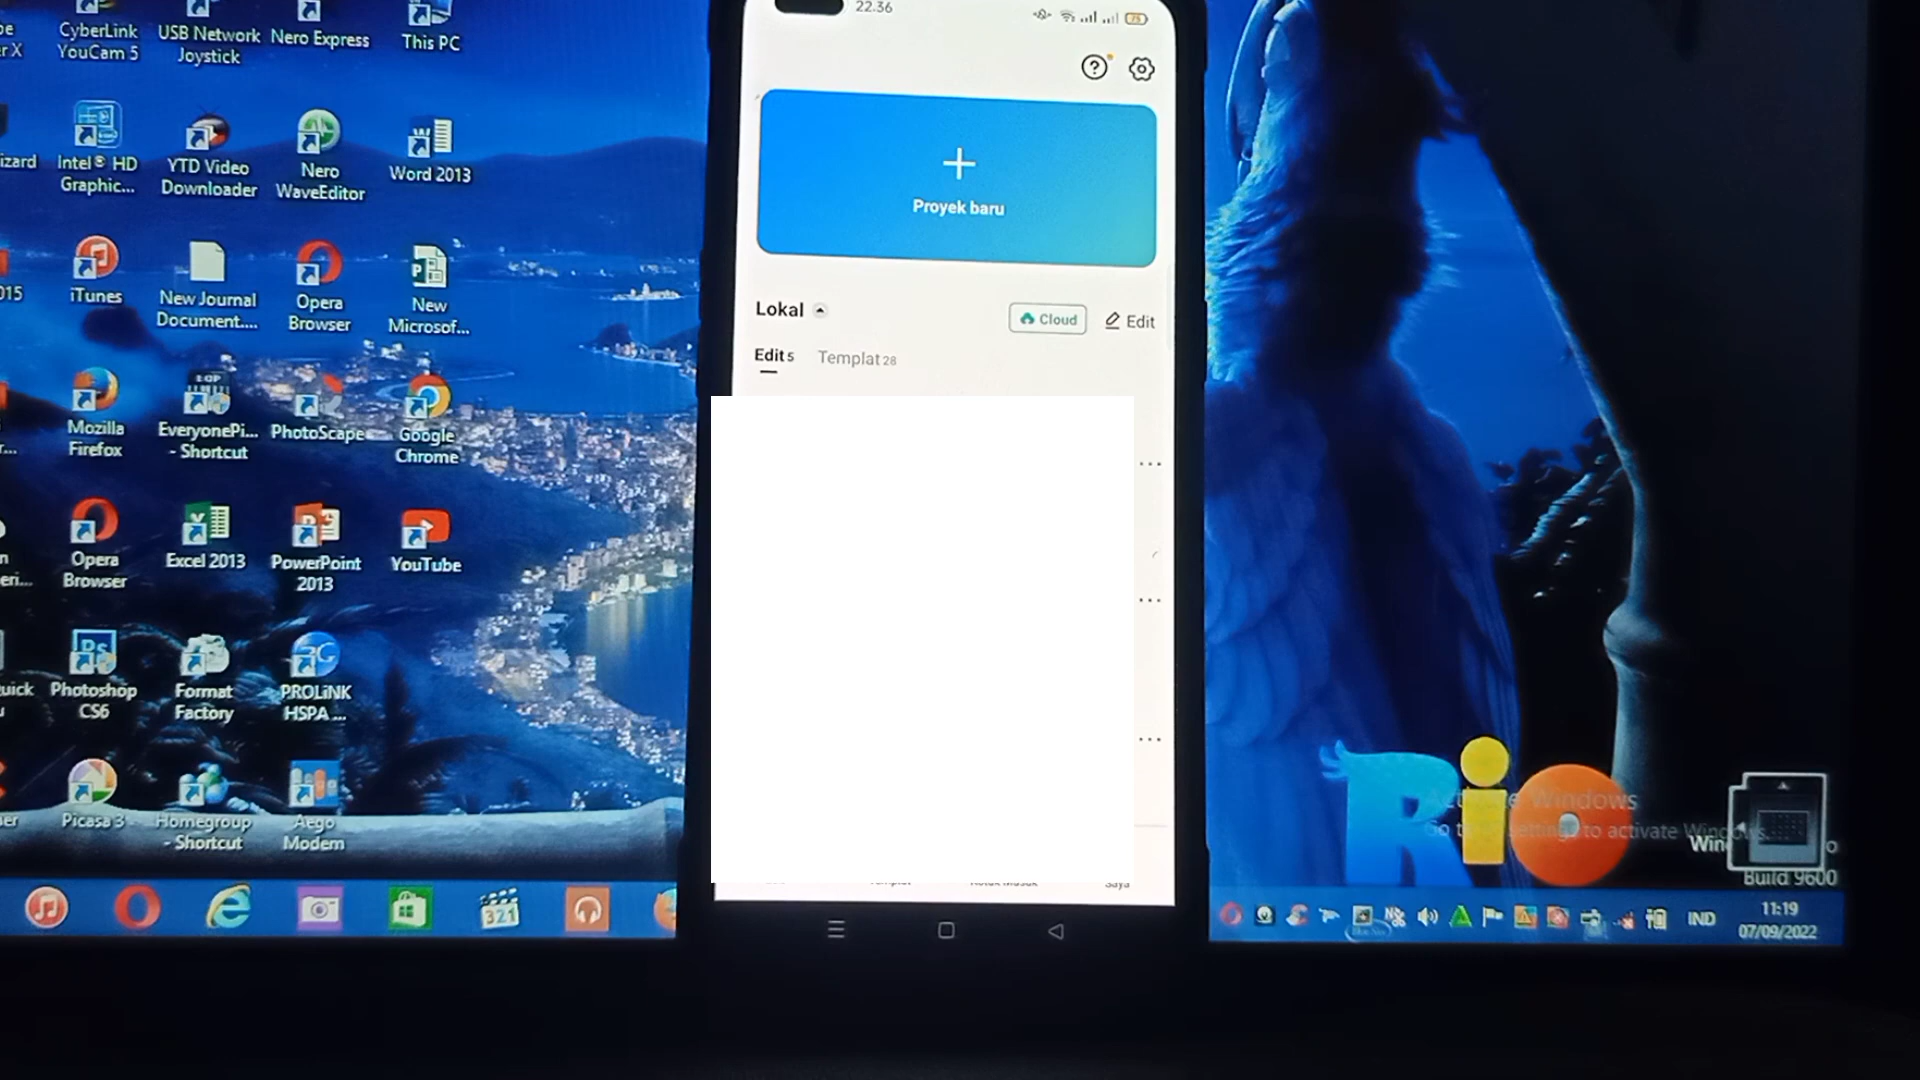 CyberLink
YouCam 5
USB Network
Joystick
Nero Express
This PC
Intel® HD
Graphic...
YTD Video
Downloader
Nero
WaveEditor
Word 2013
015
iTunes
New Journal
Document....
Opera
Browser
New
Microsof...
Mozilla
Firefox
EveryonePi...
- Shortcut
PhotoScape
Google
Chrome
Opera
Browser
Excel 2013
PowerPoint
2013
YouTube
Photoshop
CS6
Format
Factory
PROLiNK
HSPA ...
Picasa 3
Homegroup
- Shortcut
Aego
Modem
321
22.36
75
Proyek baru
Lokal
Cloud
Edit
Edit 5
Templat 28
Saya
Rio
Activate Windows
to activate Windows.
Build 9600
IND
11:19
07/09/2022